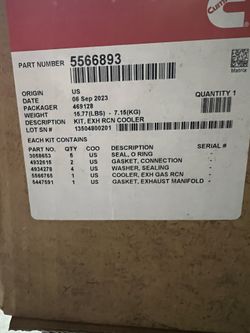 Cummins
PART NUMBER 5566893
Matrix
ORIGIN US QUANTITY 1
DATE 06 Sep 2023
PACKAGER 469128
WEIGHT 15.77(LBS) - 7.15(KG)
DESCRIPTION KIT, EXH RCN COOLER
LOT SN # 13504800201
EACH KIT CONTAINS
PART NO. QTY COO DESCRIPTION SERIAL #
3058653 6 US SEAL, O RING
4932615 2 US GASKET, CONNECTION
4934278 4 US WASHER, SEALING
5566765 1 US COOLER, EXH GAS RCN
5447591 1 US GASKET, EXHAUST MANIFOLD -